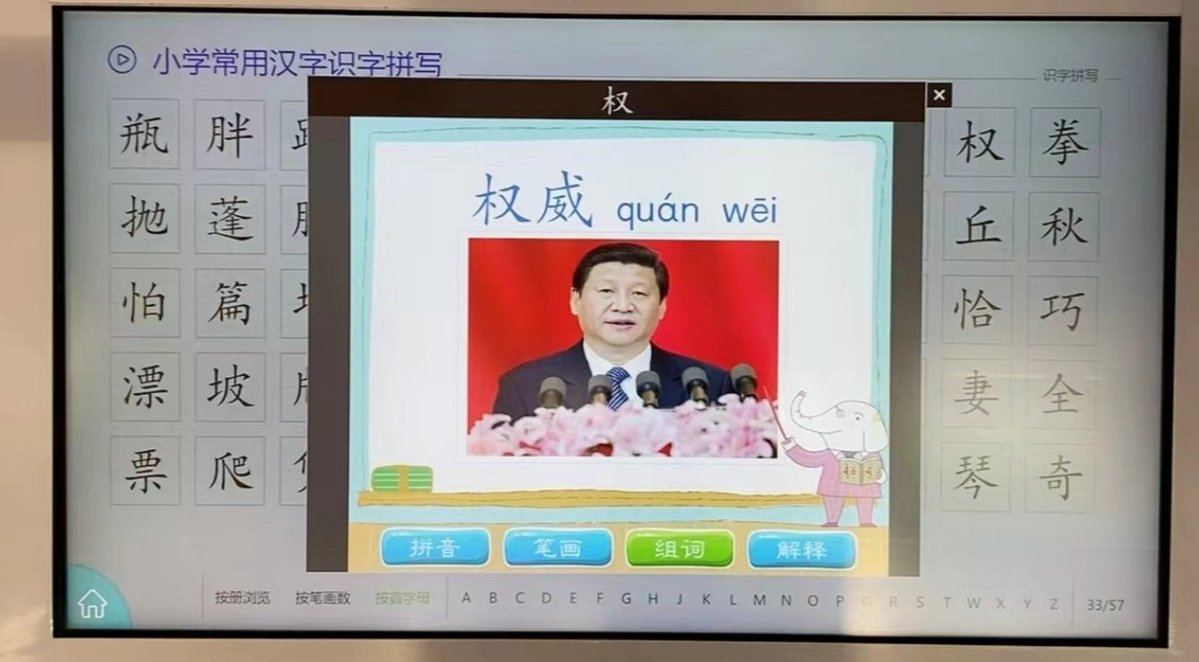 小学常用汉字识字拼写
识字拼写
权
×
权威 quán wēi
瓶 胖 权 拳
抛 蓬 丘 秋
怕 篇 恰 巧
漂 坡 妻 全
票 爬 琴 奇
拼音 笔画 组词 解释
按册浏览 按笔画数 按首字母 A B C D E F G H J K L M N O P Q R S T W X Y Z 33/57